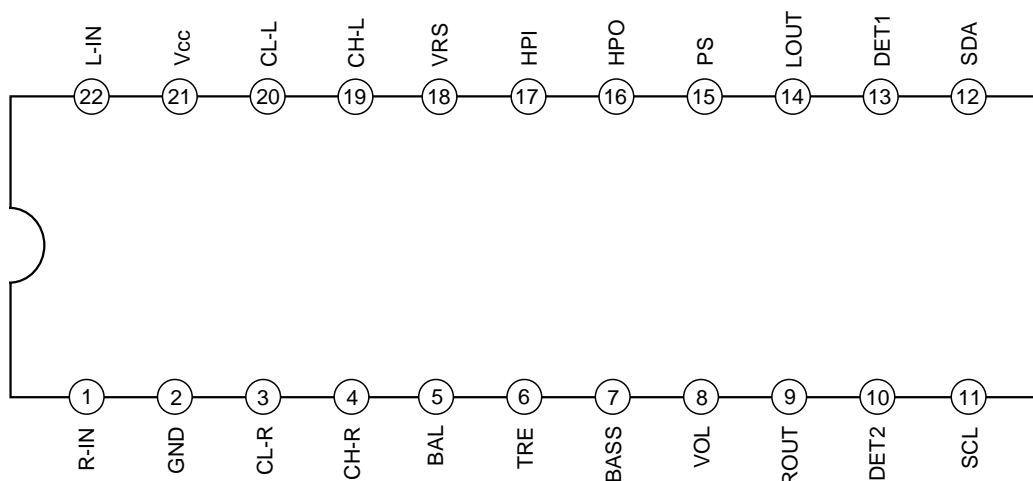 L-IN Vcc CL-L CH-L VRS HPI HPO PS LOUT DET1 SDA
22 21 20 19 18 17 16 15 14 13 12
1 2 3 4 5 6 7 8 9 10 11
R-IN GND CL-R CH-R BAL TRE BASS VOL ROUT DET2 SCL